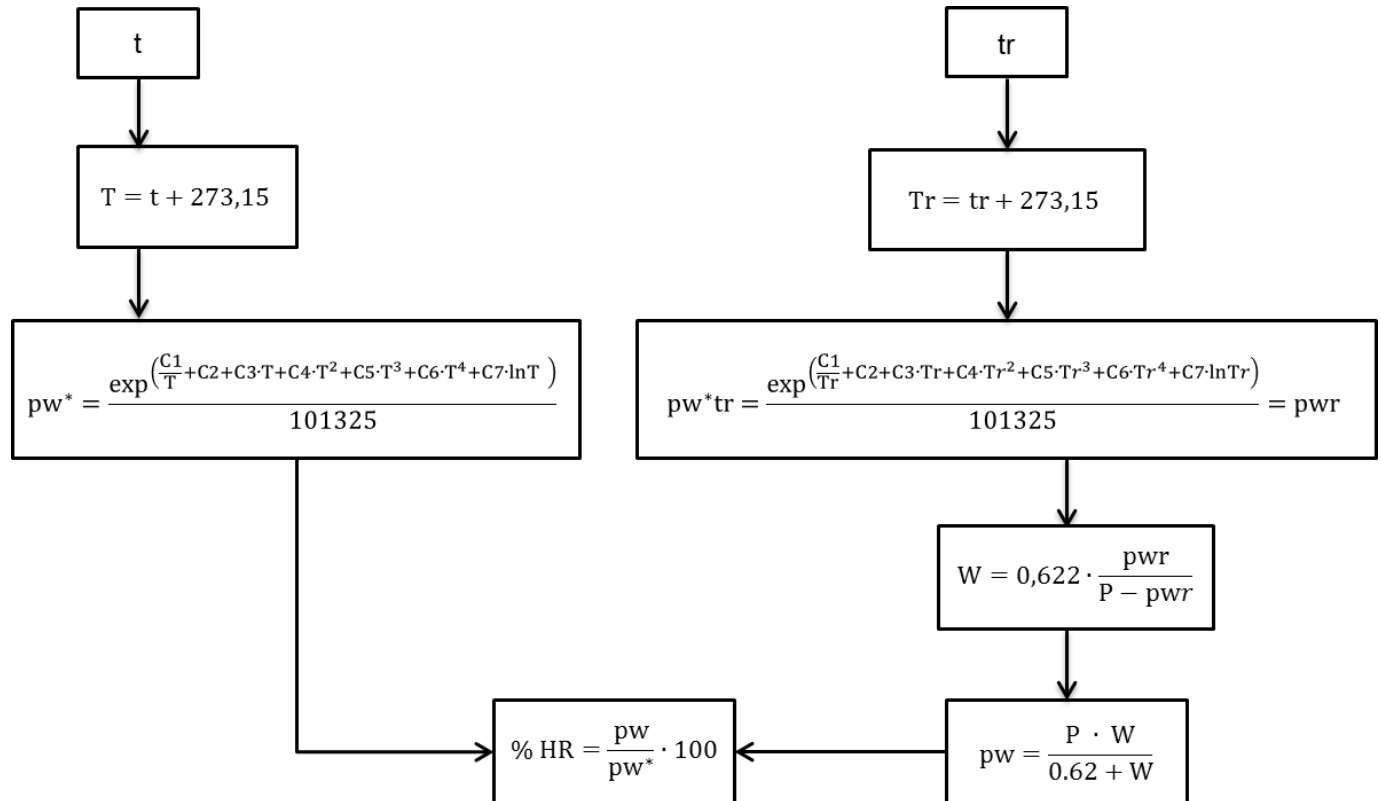 t
tr
T = t + 273,15
Tr = tr + 273,15
pw* = exp^(C1/T+C2+C3·T+C4·T²+C5·T³+C6·T⁴+C7·lnT ) / 101325
pw*tr = exp^(C1/Tr+C2+C3·Tr+C4·Tr²+C5·Tr³+C6·Tr⁴+C7·lnTr) / 101325 = pwr
W = 0,622 · pwr / P − pwr
% HR = pw / pw* · 100
pw = P · W / 0.62 + W